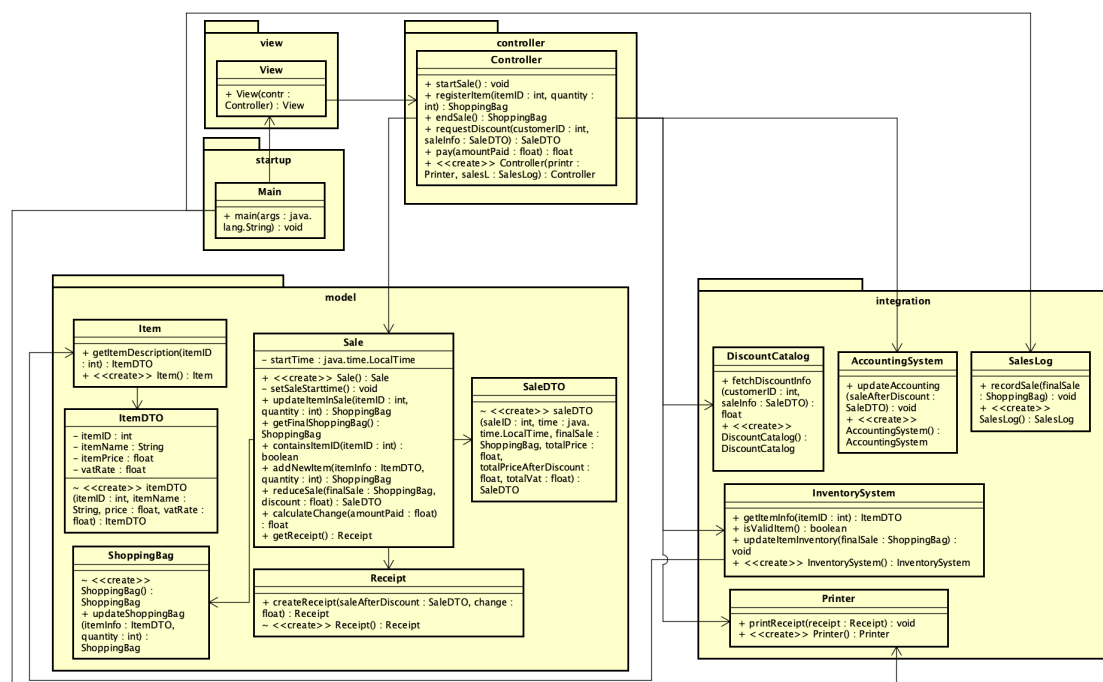 view
View
+ View(contr :
Controller) : View
startup
Main
+ main(args : java.
lang.String) : void
controller
Controller
+ startSale() : void
+ registerItem(itemID : int, quantity :
int) : ShoppingBag
+ endSale() : ShoppingBag
+ requestDiscount(customerID : int,
saleInfo : SaleDTO) : SaleDTO
+ pay(amountPaid : float) : float
+ <<create>> Controller(printr :
Printer, salesL : SalesLog) : Controller
model
Item
+ getItemDescription(itemID
: int) : ItemDTO
+ <<create>> Item() : Item
ItemDTO
− itemID : int
− itemName : String
− itemPrice : float
− vatRate : float
~ <<create>> itemDTO
(itemID : int, itemName :
String, price : float, vatRate :
float) : ItemDTO
ShoppingBag
~ <<create>>
ShoppingBag() :
ShoppingBag
+ updateShoppingBag
(itemInfo : ItemDTO,
quantity : int) :
ShoppingBag
Sale
− startTime : java.time.LocalTime
+ <<create>> Sale() : Sale
− setSaleStarttime() : void
+ updateItemInSale(itemID : int,
quantity : int) : ShoppingBag
+ getFinalShoppingBag() :
ShoppingBag
+ containsItemID(itemID : int) :
boolean
+ addNewItem(itemInfo : ItemDTO,
quantity : int) : ShoppingBag
+ reduceSale(finalSale : ShoppingBag,
discount : float) : SaleDTO
+ calculateChange(amountPaid : float)
: float
+ getReceipt() : Receipt
SaleDTO
~ <<create>> saleDTO
(saleID : int, time : java.
time.LocalTime, finalSale :
ShoppingBag, totalPrice :
float,
totalPriceAfterDiscount :
float, totalVat : float) :
SaleDTO
Receipt
+ createReceipt(saleAfterDiscount : SaleDTO, change :
float) : Receipt
~ <<create>> Receipt() : Receipt
integration
DiscountCatalog
+ fetchDiscountInfo
(customerID : int,
saleInfo : SaleDTO) :
float
+ <<create>>
DiscountCatalog() :
DiscountCatalog
AccountingSystem
+ updateAccounting
(saleAfterDiscount :
SaleDTO) : void
+ <<create>>
AccountingSystem() :
AccountingSystem
SalesLog
+ recordSale(finalSale
: ShoppingBag) : void
+ <<create>>
SalesLog() : SalesLog
InventorySystem
+ getItemInfo(itemID : int) : ItemDTO
+ isValidItem() : boolean
+ updateItemInventory(finalSale : ShoppingBag) :
void
+ <<create>> InventorySystem() : InventorySystem
Printer
+ printReceipt(receipt : Receipt) : void
+ <<create>> Printer() : Printer